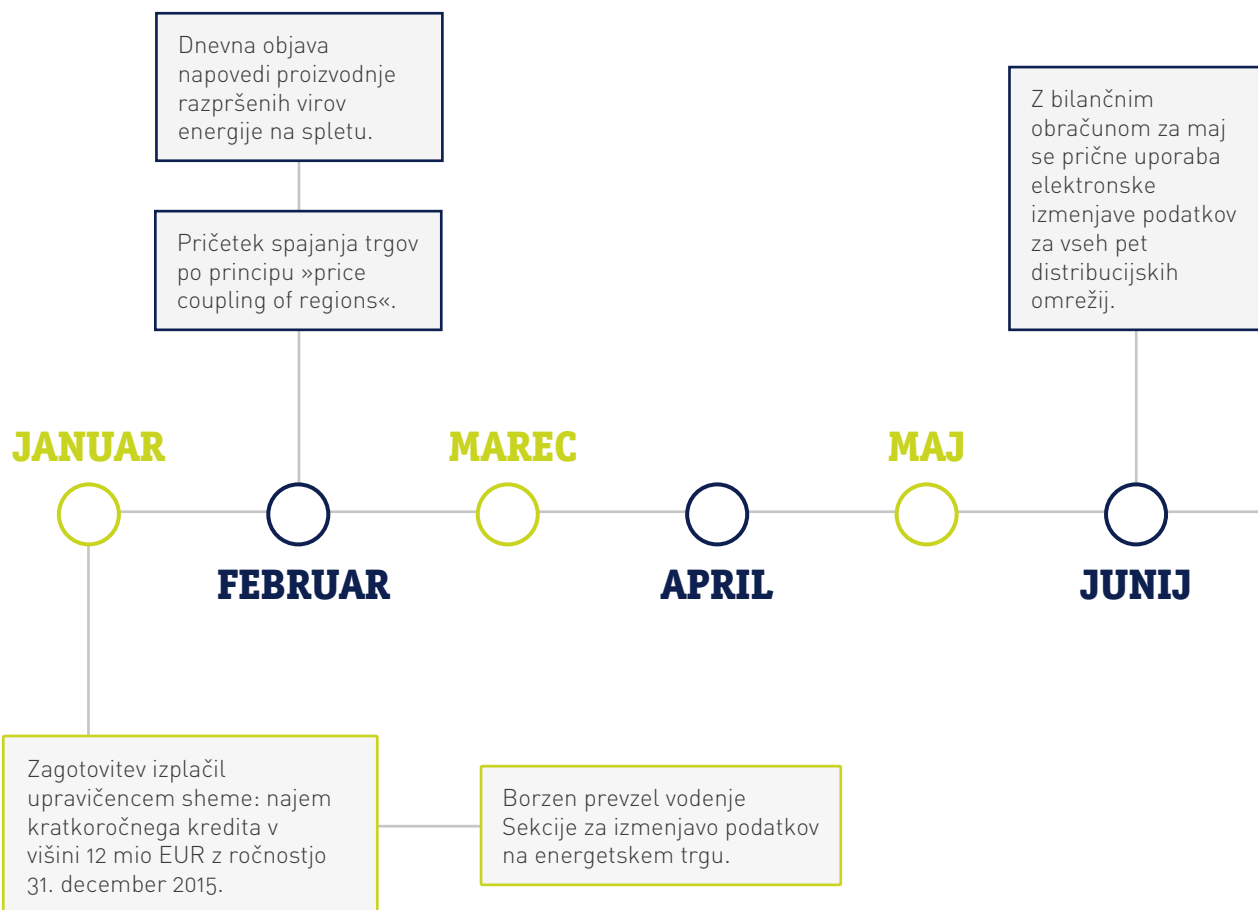 Dnevna objava
napovedi proizvodnje
razpršenih virov
energije na spletu.
Pričetek spajanja trgov
po principu »price
coupling of regions«.
Z bilančnim
obračunom za maj
se prične uporaba
elektronske
izmenjave podatkov
za vseh pet
distribucijskih
omrežij.
JANUAR
FEBRUAR
MAREC
APRIL
MAJ
JUNIJ
Zagotovitev izplačil
upravičencem sheme: najem
kratkoročnega kredita v
višini 12 mio EUR z ročnostjo
31. december 2015.
Borzen prevzel vodenje
Sekcije za izmenjavo podatkov
na energetskem trgu.